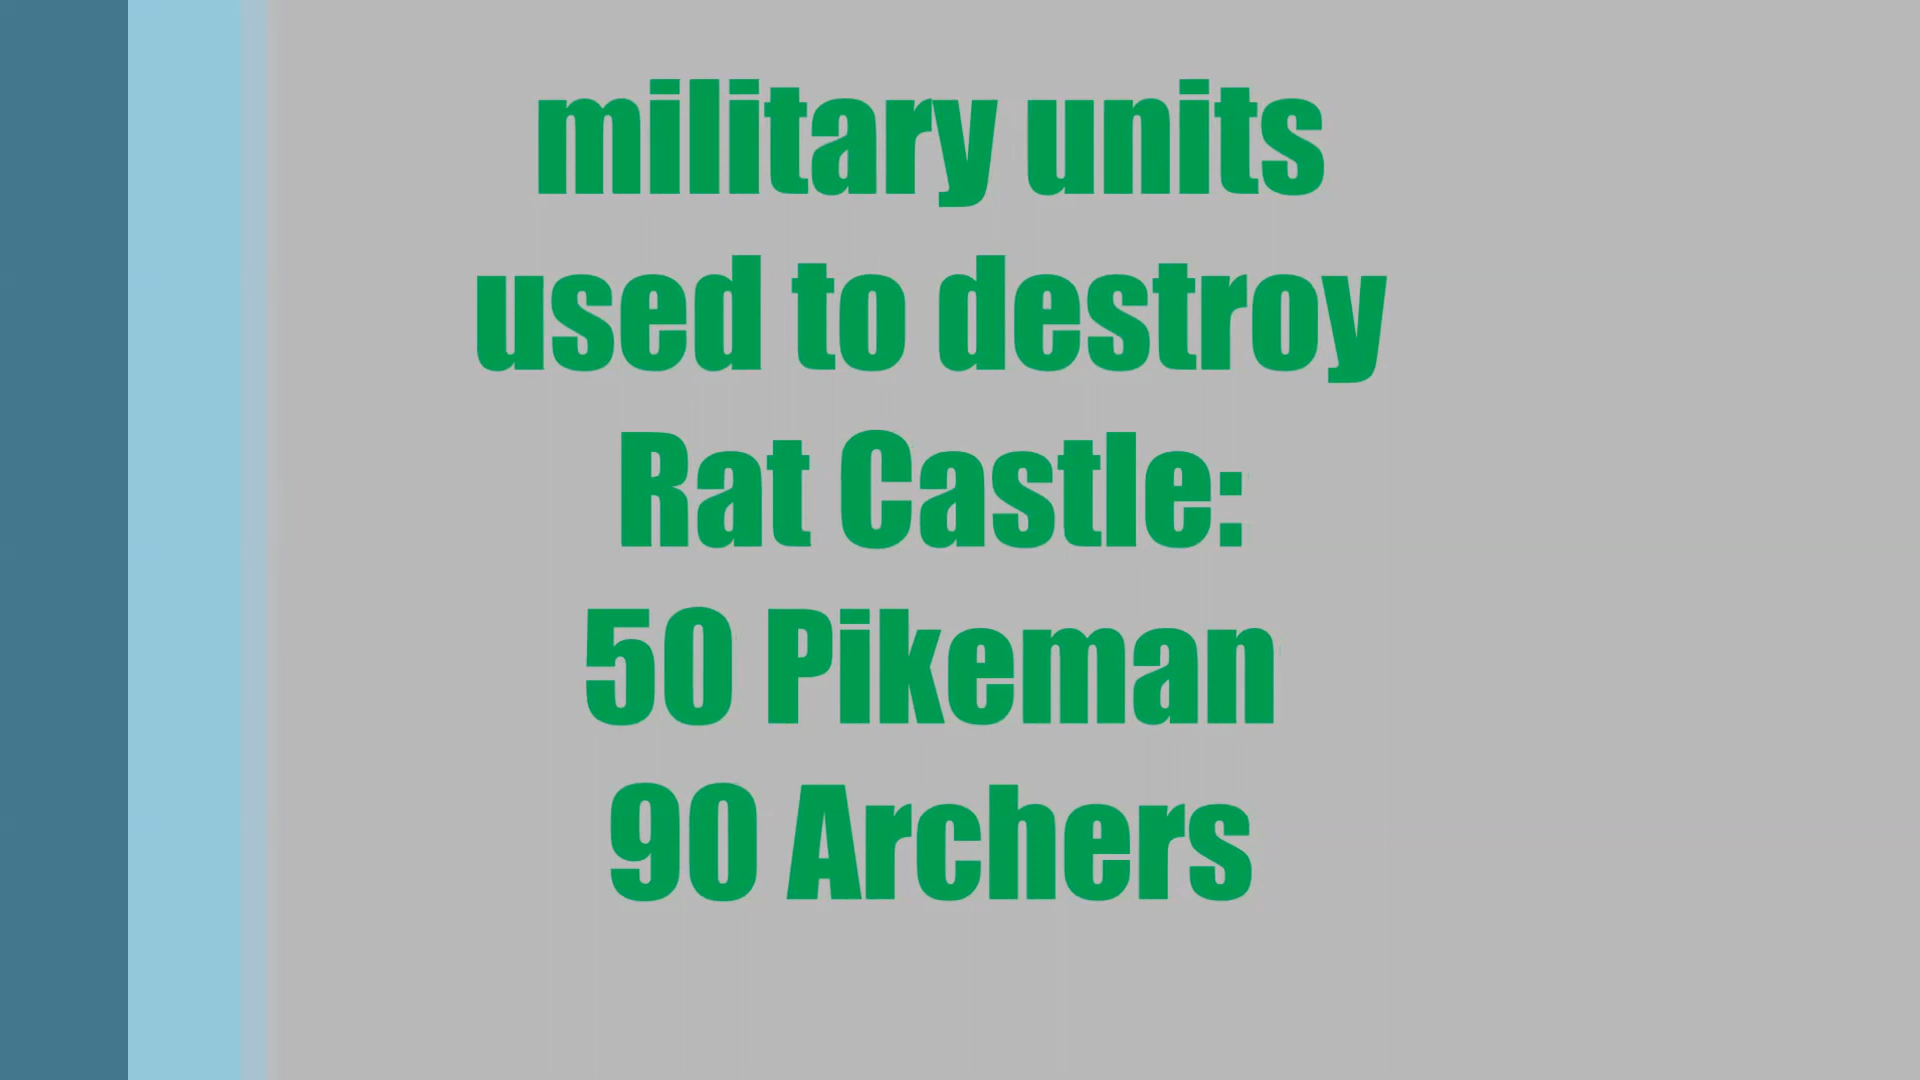 military units
used to destroy
Rat Castle:
50 Pikeman
90 Archers